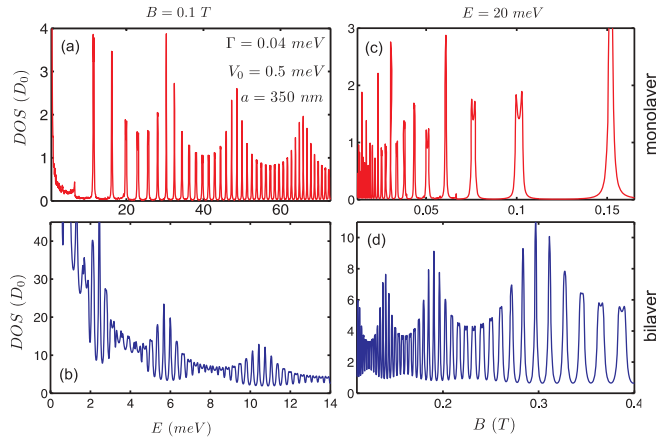 B = 0.1 T
E = 20 meV
(a)
Γ = 0.04 meV
V₀ = 0.5 meV
a = 350 nm
DOS (D₀)
4
3
2
1
0
20 40 60
(c)
3
2
1
0
0.05 0.1 0.15
monolayer
(b)
DOS (D₀)
40
30
20
10
0
0 2 4 6 8 10 12 14
E (meV)
(d)
10
8
6
4
2
0
0.2 0.3 0.4
B (T)
bilayer